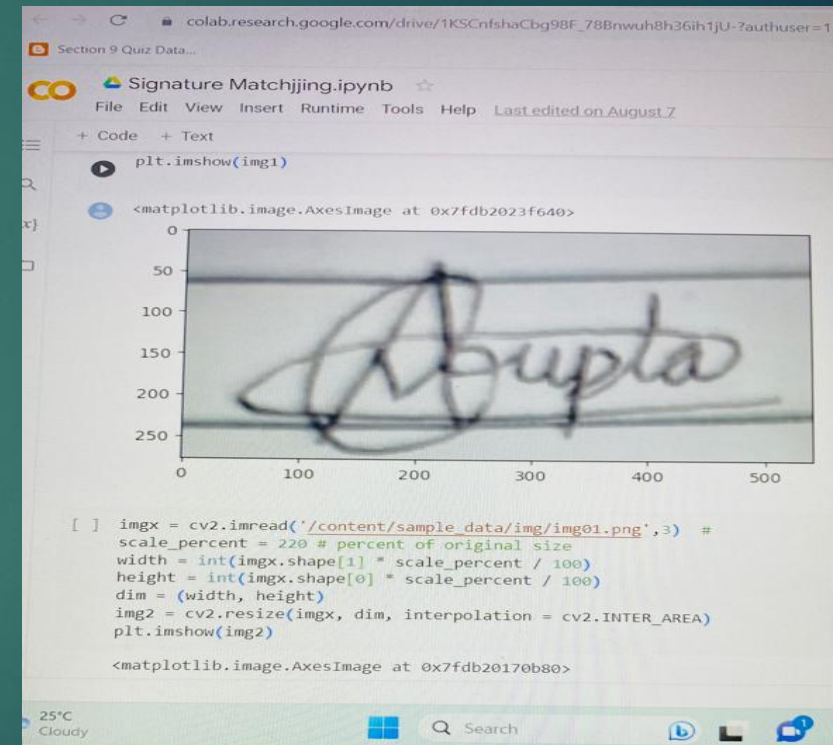 colab.research.google.com/drive/1KSCnfshaCbg98F_78Bnwuh8h36ih1jU-?authuser=1
Section 9 Quiz Data...
CO Signature Matchjjing.ipynb
File Edit View Insert Runtime Tools Help Last edited on August 7
+ Code + Text
plt.imshow(img1)
<matplotlib.image.AxesImage at 0x7fdb2023f640>
0
50
100
150
200
250
Gupta
0 100 200 300 400 500
[ ] imgx = cv2.imread('/content/sample_data/img/img01.png',3) #
scale_percent = 220 # percent of original size
width = int(imgx.shape[1] * scale_percent / 100)
height = int(imgx.shape[0] * scale_percent / 100)
dim = (width, height)
img2 = cv2.resize(imgx, dim, interpolation = cv2.INTER_AREA)
plt.imshow(img2)
<matplotlib.image.AxesImage at 0x7fdb20170b80>
25°C
Cloudy
Search
1